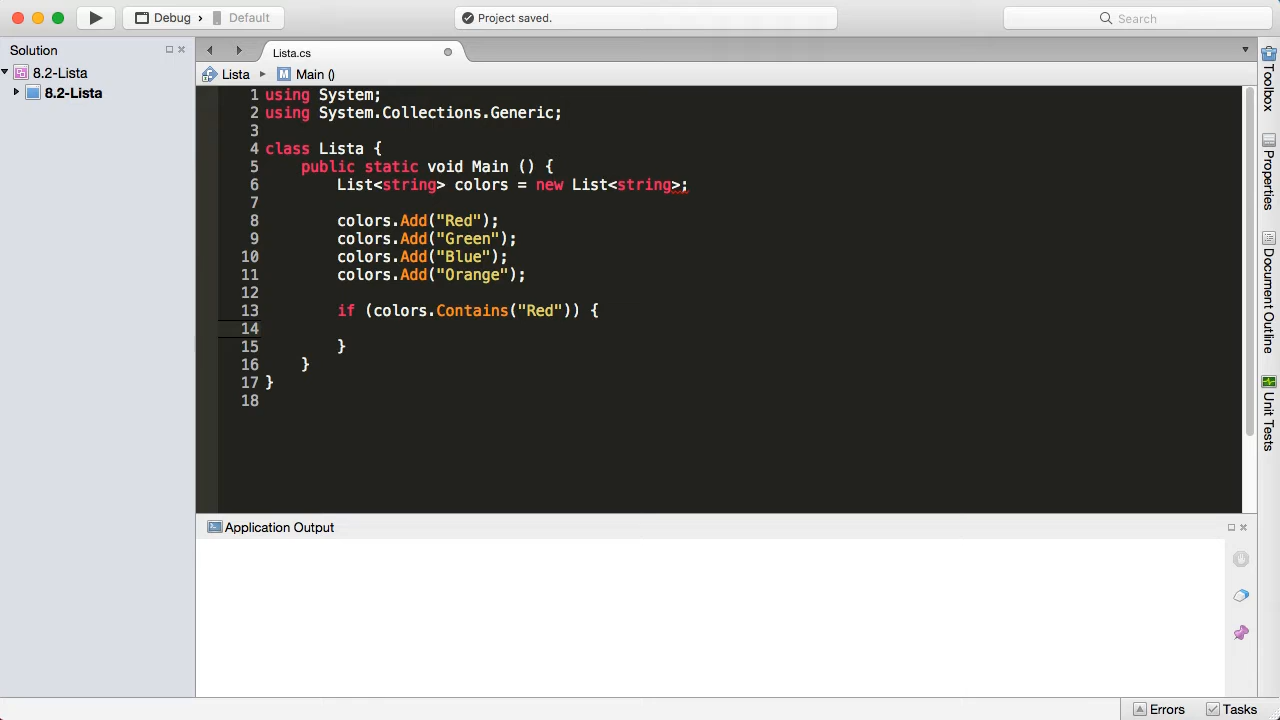 Debug › Default
Project saved.
Search
Solution
8.2-Lista
8.2-Lista
Lista.cs
Lista
M Main ()
1 using System;
2 using System.Collections.Generic;
3
4 class Lista {
5 public static void Main () {
6 List<string> colors = new List<string>;
7
8 colors.Add("Red");
9 colors.Add("Green");
10 colors.Add("Blue");
11 colors.Add("Orange");
12
13 if (colors.Contains("Red")) {
14
15 }
16 }
17 }
18
Toolbox
Properties
Document Outline
Unit Tests
Application Output
Errors
Tasks